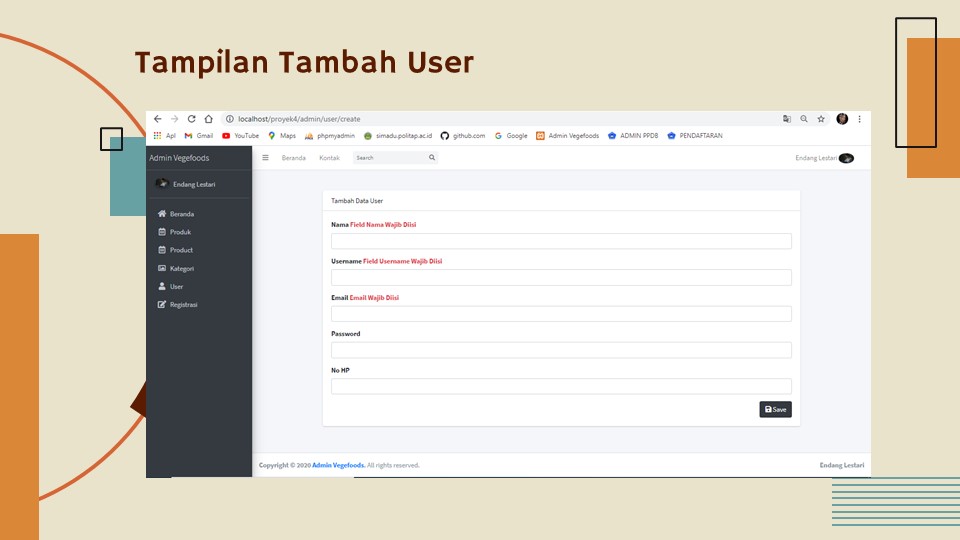 Tampilan Tambah User
localhost/proyek4/admin/user/create
Apl Gmail YouTube Maps phpmyadmin simadu.politap.ac.id github.com Google Admin Vegefoods ADMIN PPDB PENDAFTARAN
Admin Vegefoods
Beranda Kontak Search Endang Lestari
Endang Lestari
Beranda
Produk
Product
Kategori
User
Registrasi
Tambah Data User
Nama Field Nama Wajib Diisi
Username Field Username Wajib Diisi
Email Email Wajib Diisi
Password
No HP
Save
Copyright © 2020 Admin Vegefoods. All rights reserved. Endang Lestari